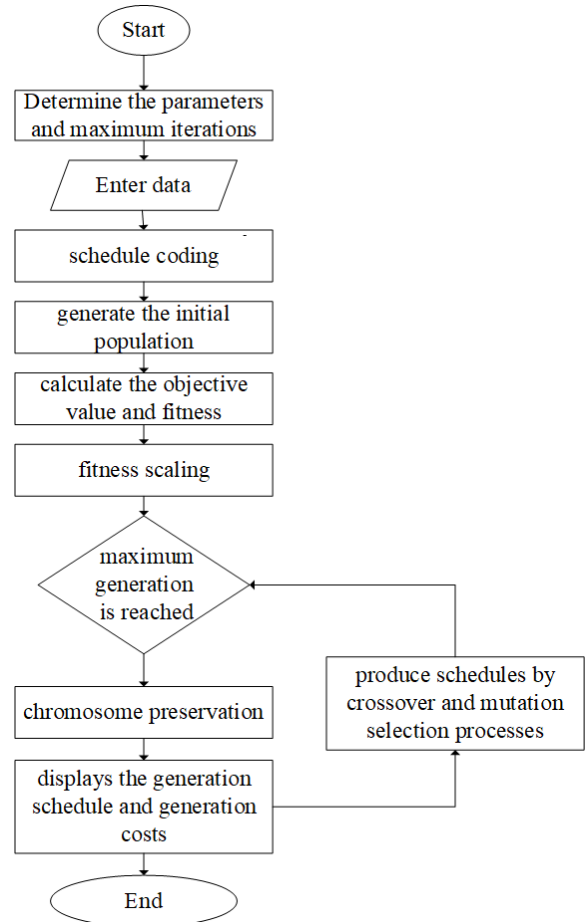 Start
Determine the parameters
and maximum iterations
Enter data
schedule coding
generate the initial
population
calculate the objective
value and fitness
fitness scaling
maximum
generation
is reached
produce schedules by
crossover and mutation
selection processes
chromosome preservation
displays the generation
schedule and generation
costs
End